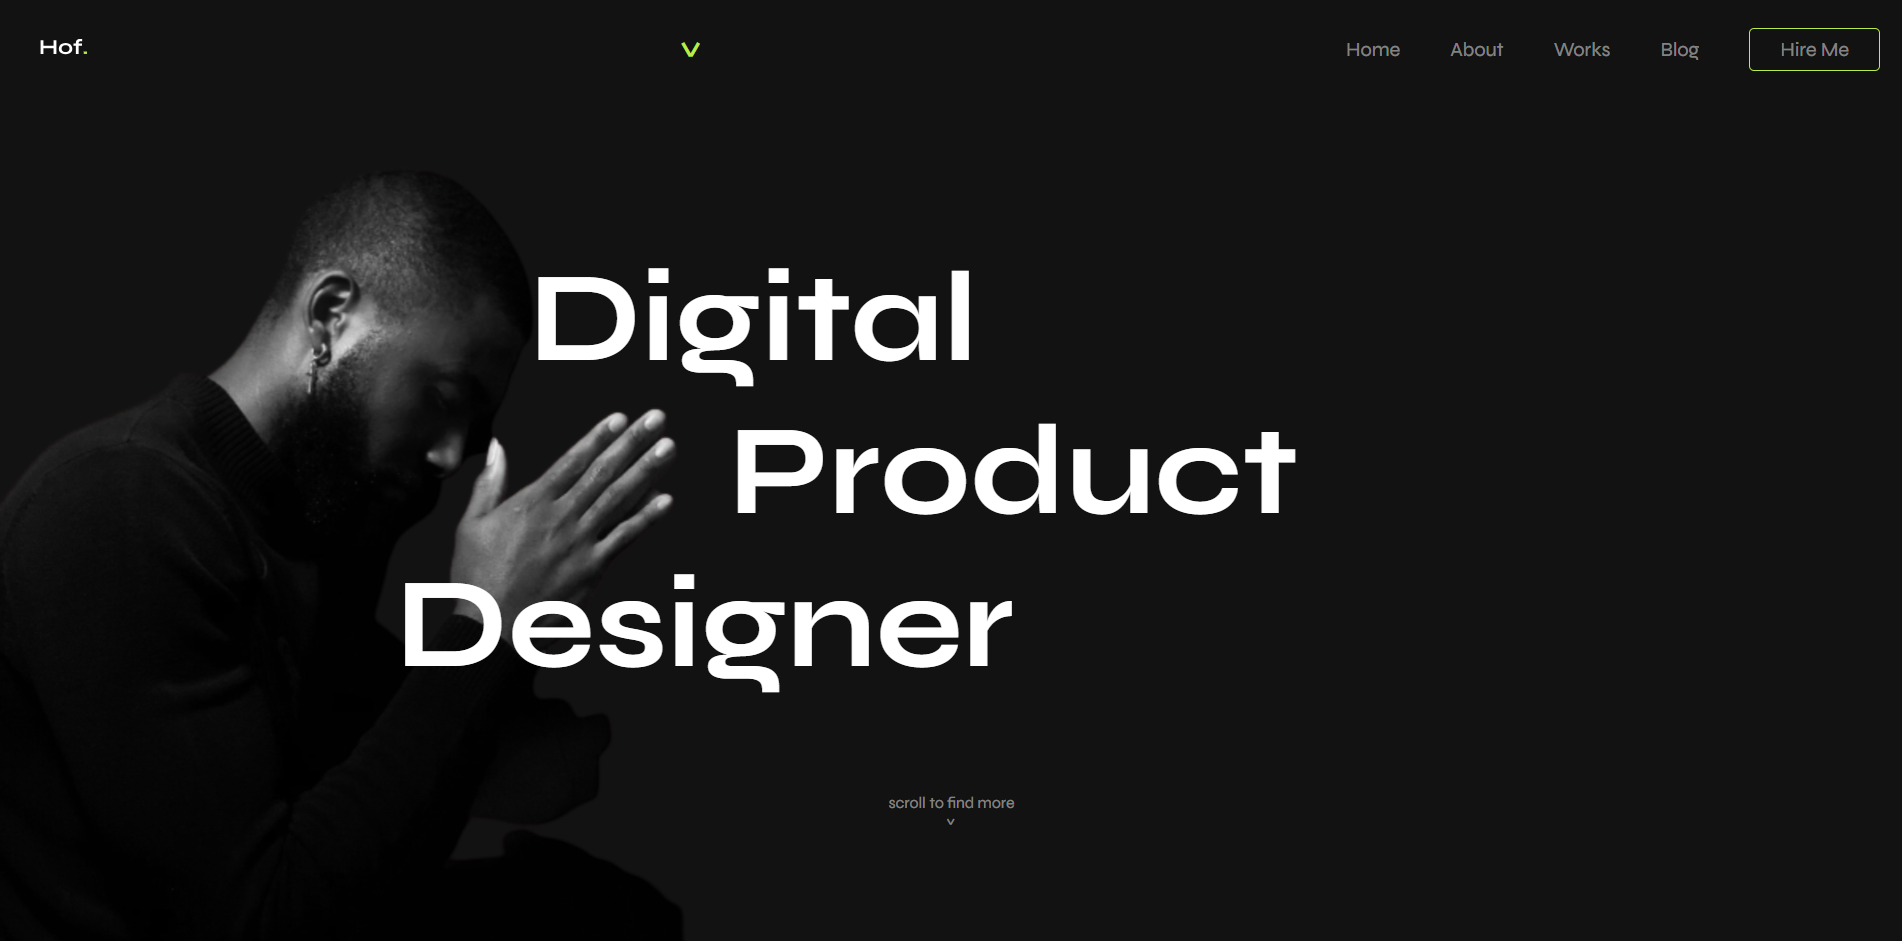 Hof.
v
Home
About
Works
Blog
Hire Me
Digital
Product
Designer
scroll to find more
v